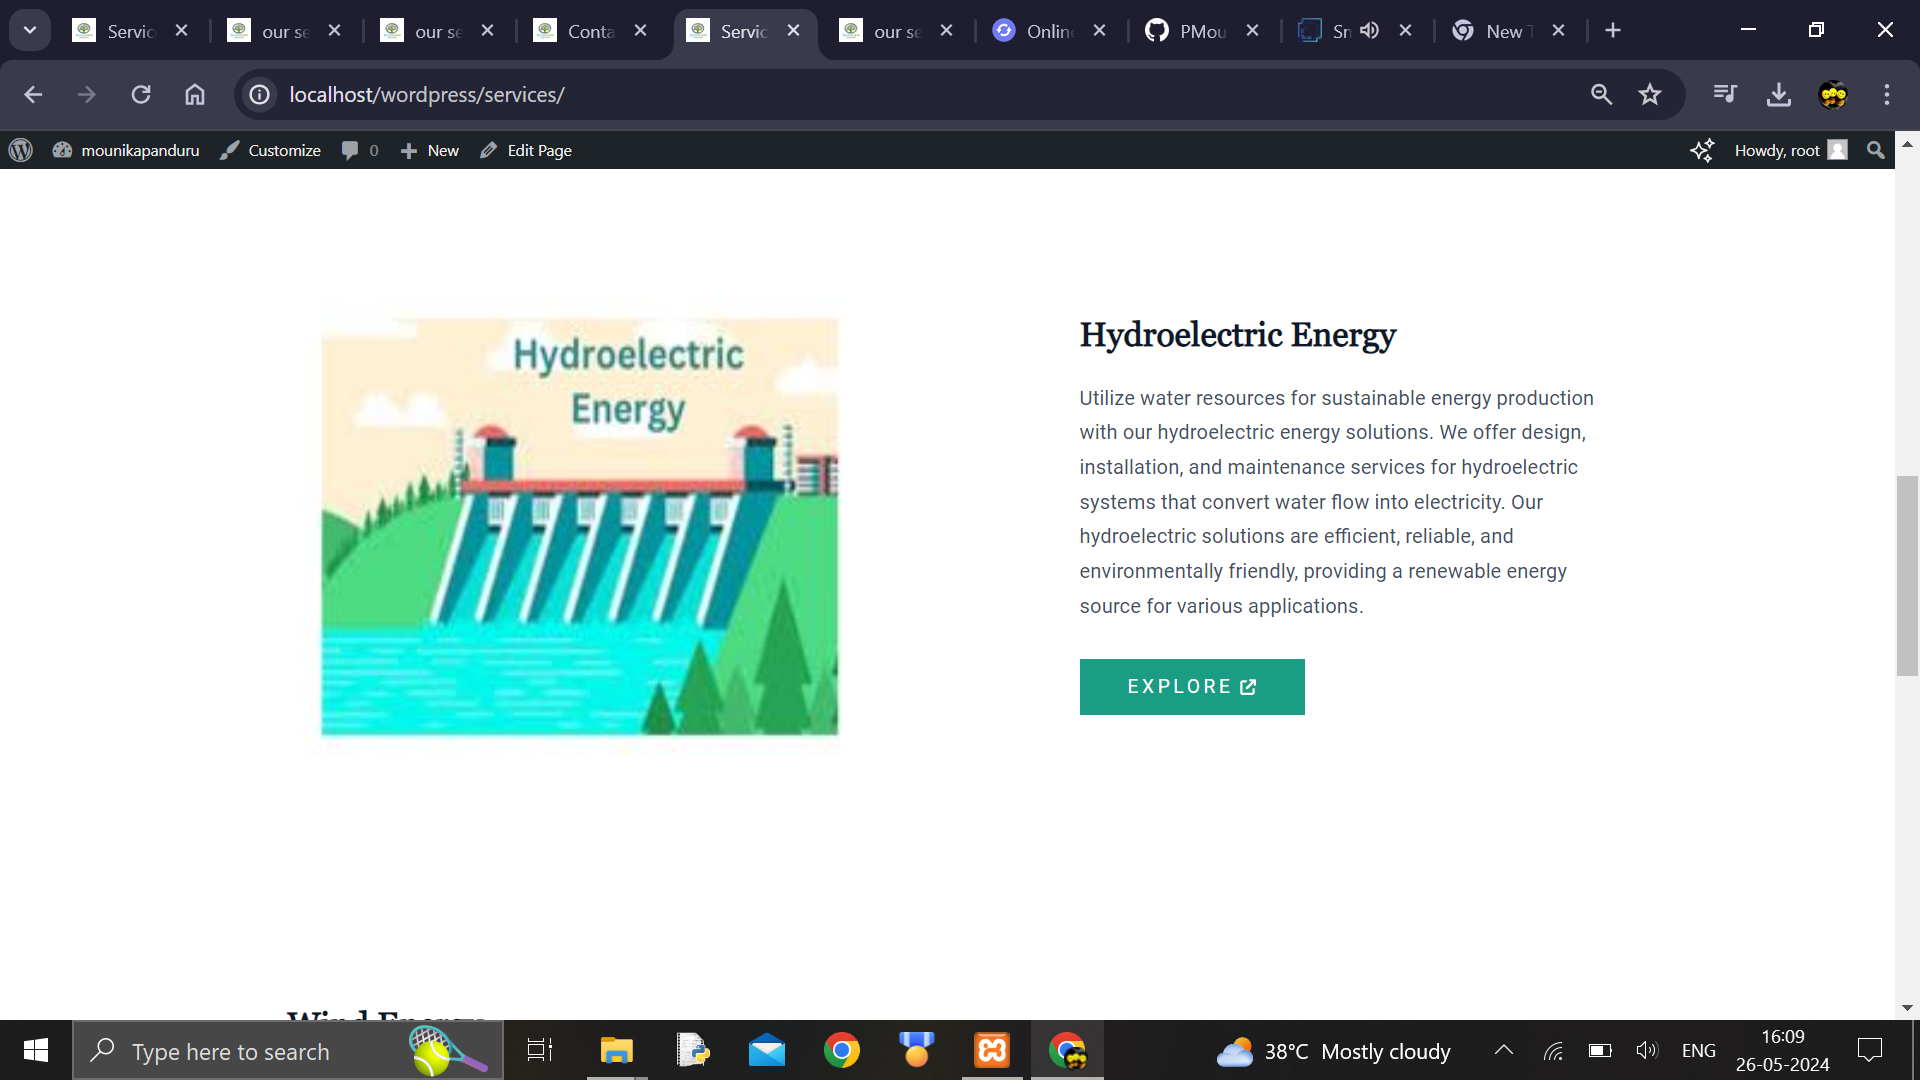 Servic
our se
our se
Conta
Servic
our se
Online
PMou
Sn
New T
localhost/wordpress/services/
mounikapanduru
Customize
0
New
Edit Page
Howdy, root
Hydroelectric
Energy
Hydroelectric Energy
Utilize water resources for sustainable energy production
with our hydroelectric energy solutions. We offer design,
installation, and maintenance services for hydroelectric
systems that convert water flow into electricity. Our
hydroelectric solutions are efficient, reliable, and
environmentally friendly, providing a renewable energy
source for various applications.
EXPLORE
Wind Energy
Type here to search
38°C Mostly cloudy
ENG
16:09
26-05-2024